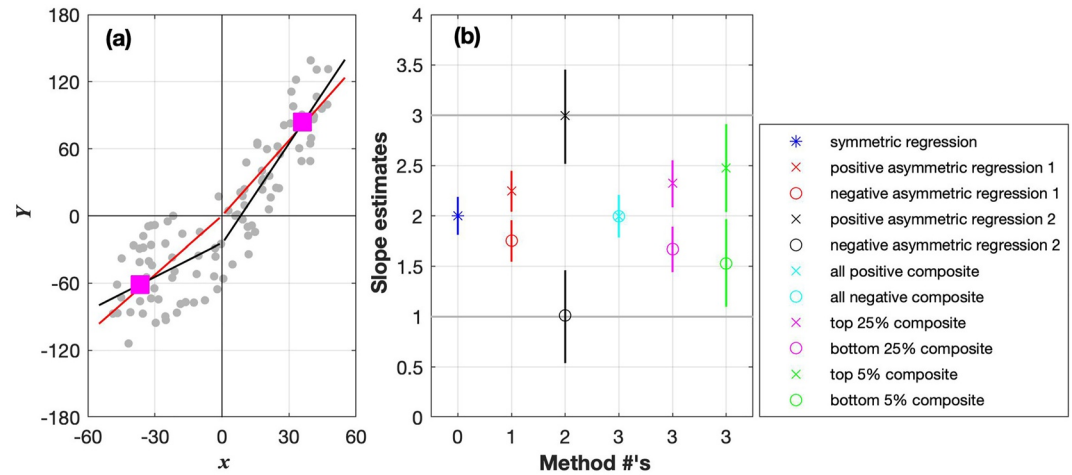 (a)
180
120
60
0
-60
-120
-180
Y
-60
-30
0
30
60
x
(b)
4
3.5
3
2.5
2
1.5
1
0.5
0
Slope estimates
0
1
2
3
3
3
Method #'s
symmetric regression
positive asymmetric regression 1
negative asymmetric regression 1
positive asymmetric regression 2
negative asymmetric regression 2
all positive composite
all negative composite
top 25% composite
bottom 25% composite
top 5% composite
bottom 5% composite